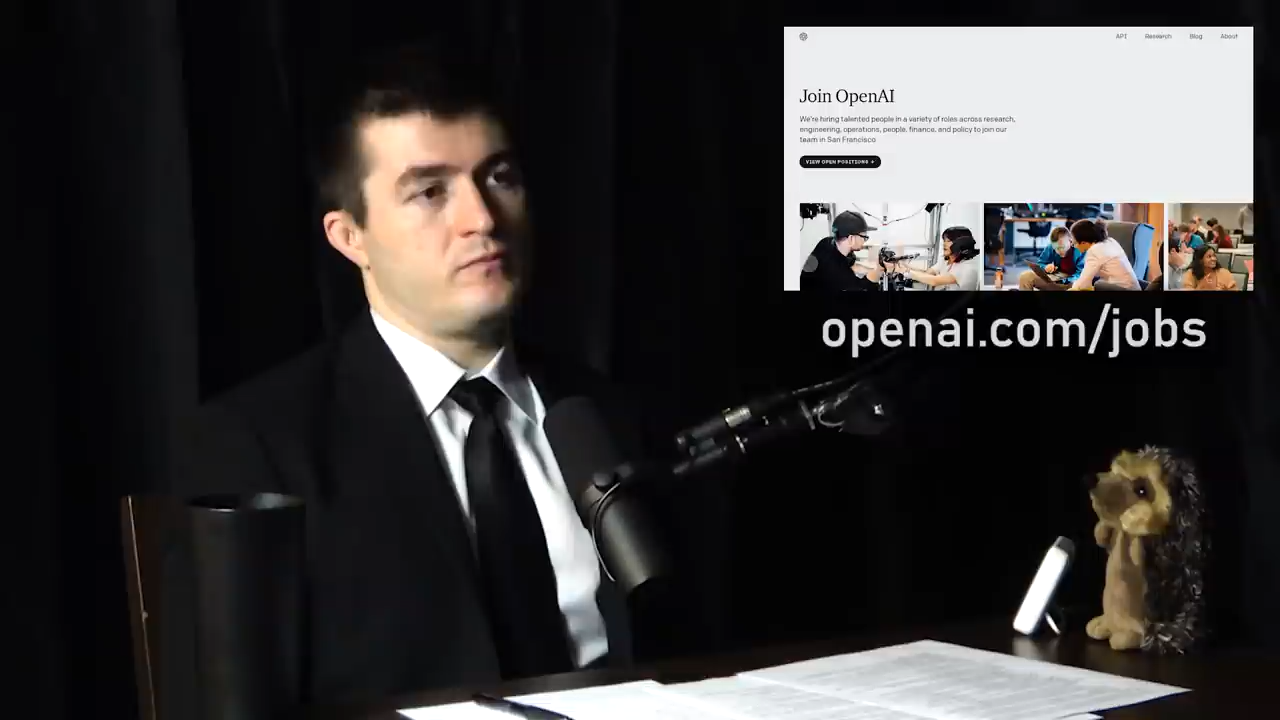 API Research Blog About
Join OpenAI
We're hiring talented people in a variety of roles across research,
engineering, operations, people, finance, and policy to join our
team in San Francisco
VIEW OPEN POSITIONS
openai.com/jobs